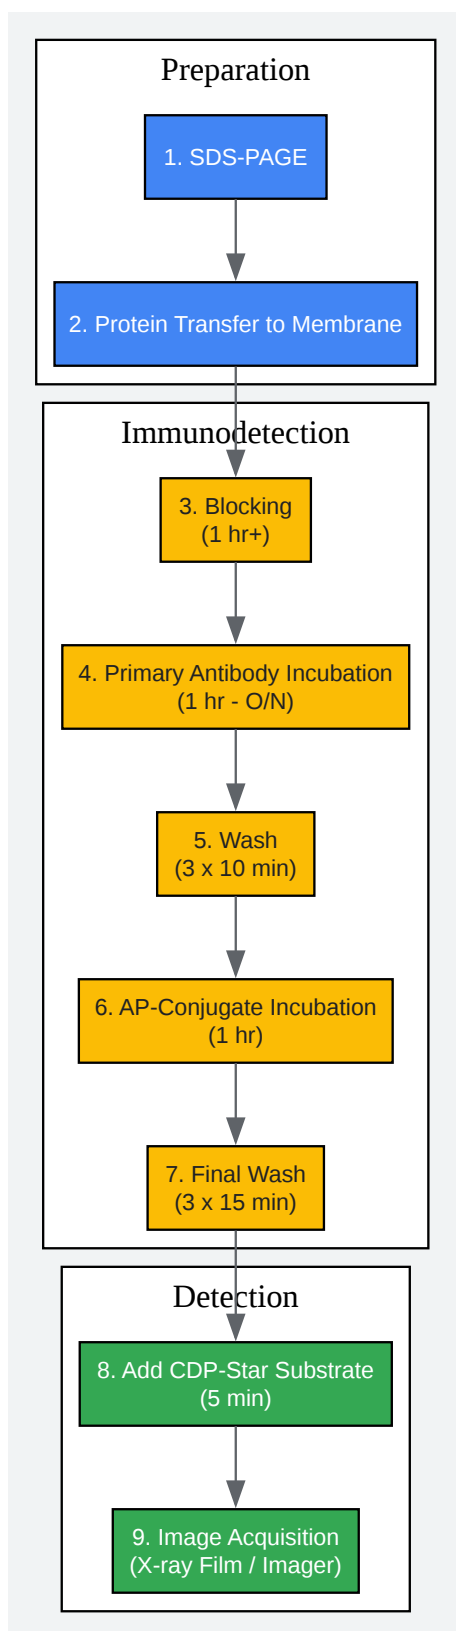 Preparation
1. SDS-PAGE
2. Protein Transfer to Membrane
Immunodetection
3. Blocking
(1 hr+)
4. Primary Antibody Incubation
(1 hr - O/N)
5. Wash
(3 x 10 min)
6. AP-Conjugate Incubation
(1 hr)
7. Final Wash
(3 x 15 min)
Detection
8. Add CDP-Star Substrate
(5 min)
9. Image Acquisition
(X-ray Film / Imager)